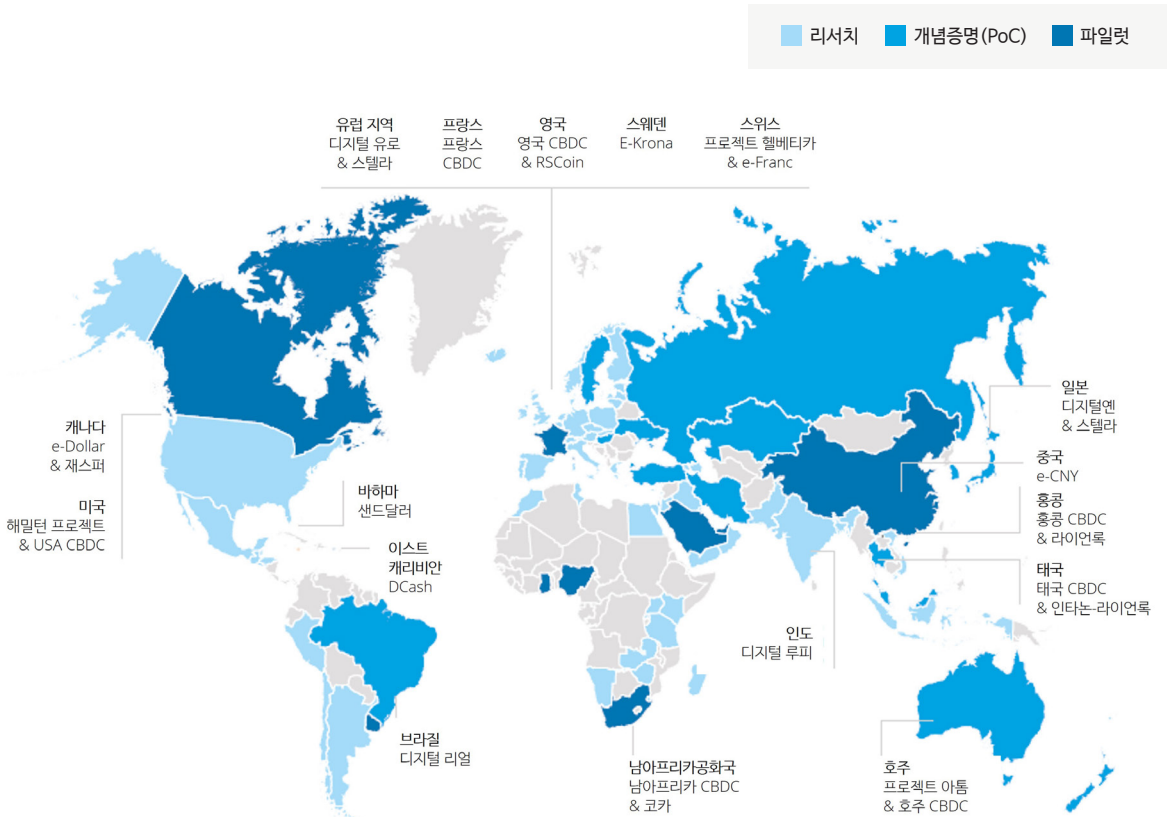 리서치
개념증명(PoC)
파일럿
유럽 지역
디지털 유로
& 스텔라
프랑스
프랑스
CBDC
영국
영국 CBDC
& RSCoin
스웨덴
E-Krona
스위스
프로젝트 헬베티카
& e-Franc
캐나다
e-Dollar
& 재스퍼
미국
해밀턴 프로젝트
& USA CBDC
바하마
샌드달러
이스트
캐리비안
DCash
브라질
디지털 리얼
일본
디지털엔
& 스텔라
중국
e-CNY
홍콩
홍콩 CBDC
& 라이언록
태국
태국 CBDC
& 인타논-라이언록
인도
디지털 루피
남아프리카공화국
남아프리카 CBDC
& 코카
호주
프로젝트 아톰
& 호주 CBDC